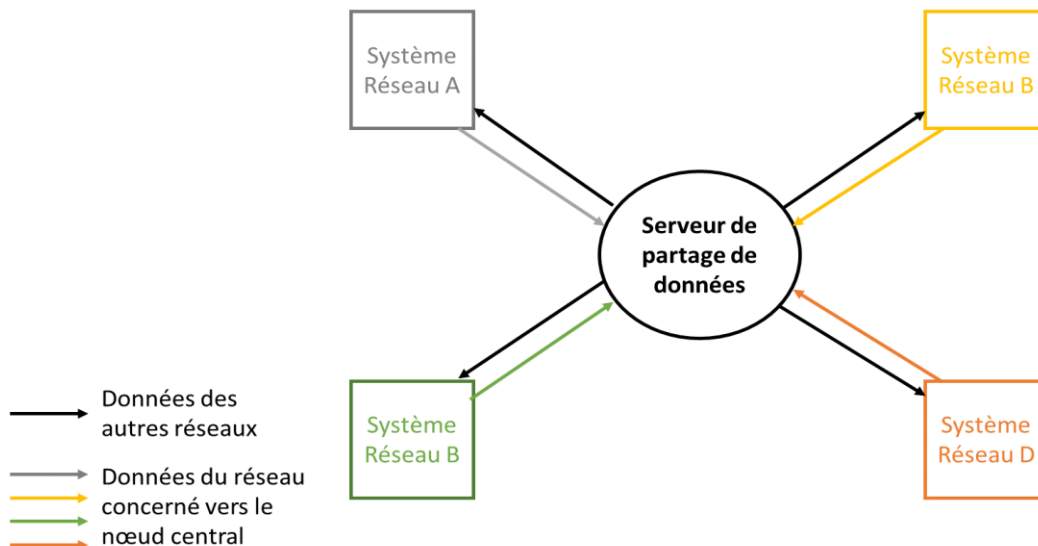 Système
Réseau A
Système
Réseau B
Serveur de
partage de
données
Système
Réseau B
Système
Réseau D
Données des
autres réseaux
Données du réseau
concerné vers le
nœud central